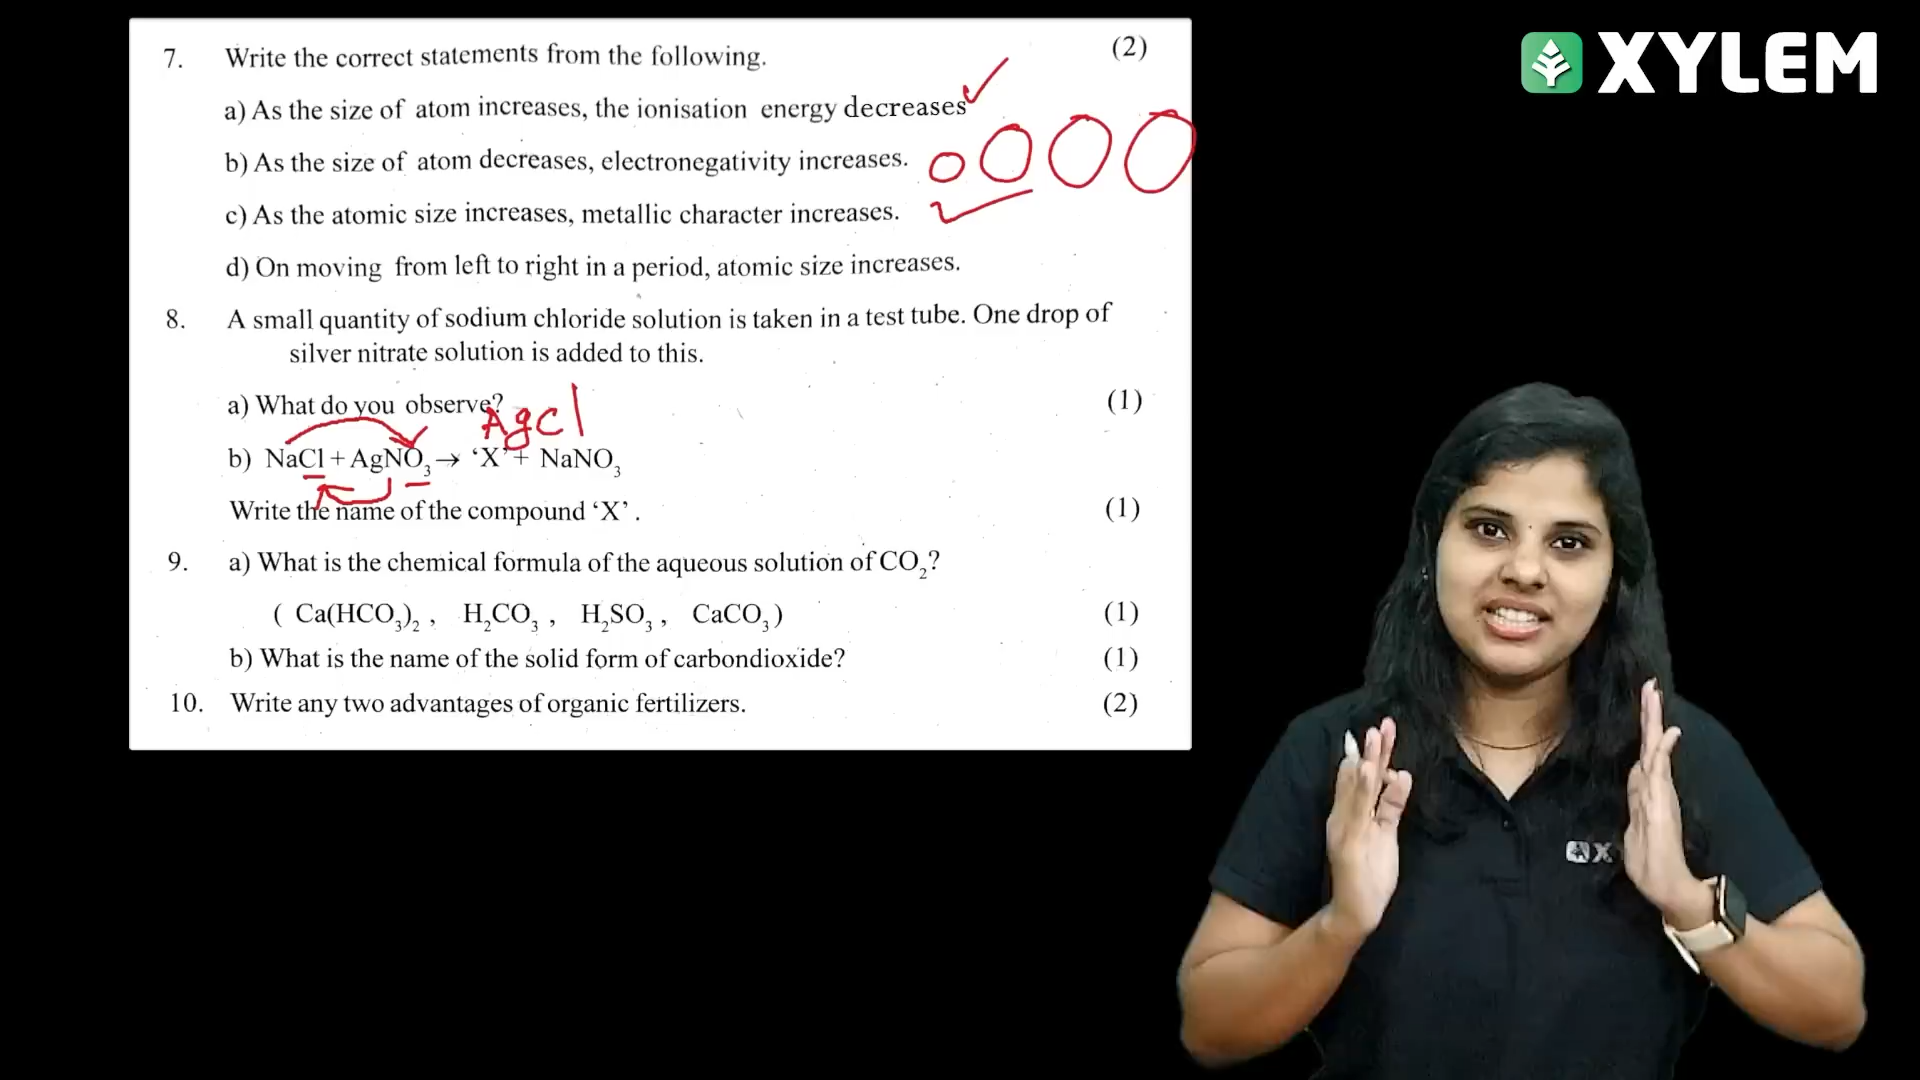 XYLEM
7. Write the correct statements from the following. (2)
a) As the size of atom increases, the ionisation energy decreases
b) As the size of atom decreases, electronegativity increases.
c) As the atomic size increases, metallic character increases.
d) On moving from left to right in a period, atomic size increases.
8. A small quantity of sodium chloride solution is taken in a test tube. One drop of
silver nitrate solution is added to this.
a) What do you observe? (1)
AgCl
b) NaCl + AgNO₃ → ‘X’ + NaNO₃
Write the name of the compound ‘X’ . (1)
9. a) What is the chemical formula of the aqueous solution of CO₂?
( Ca(HCO₃)₂ , H₂CO₃ , H₂SO₃ , CaCO₃ ) (1)
b) What is the name of the solid form of carbondioxide? (1)
10. Write any two advantages of organic fertilizers. (2)
X